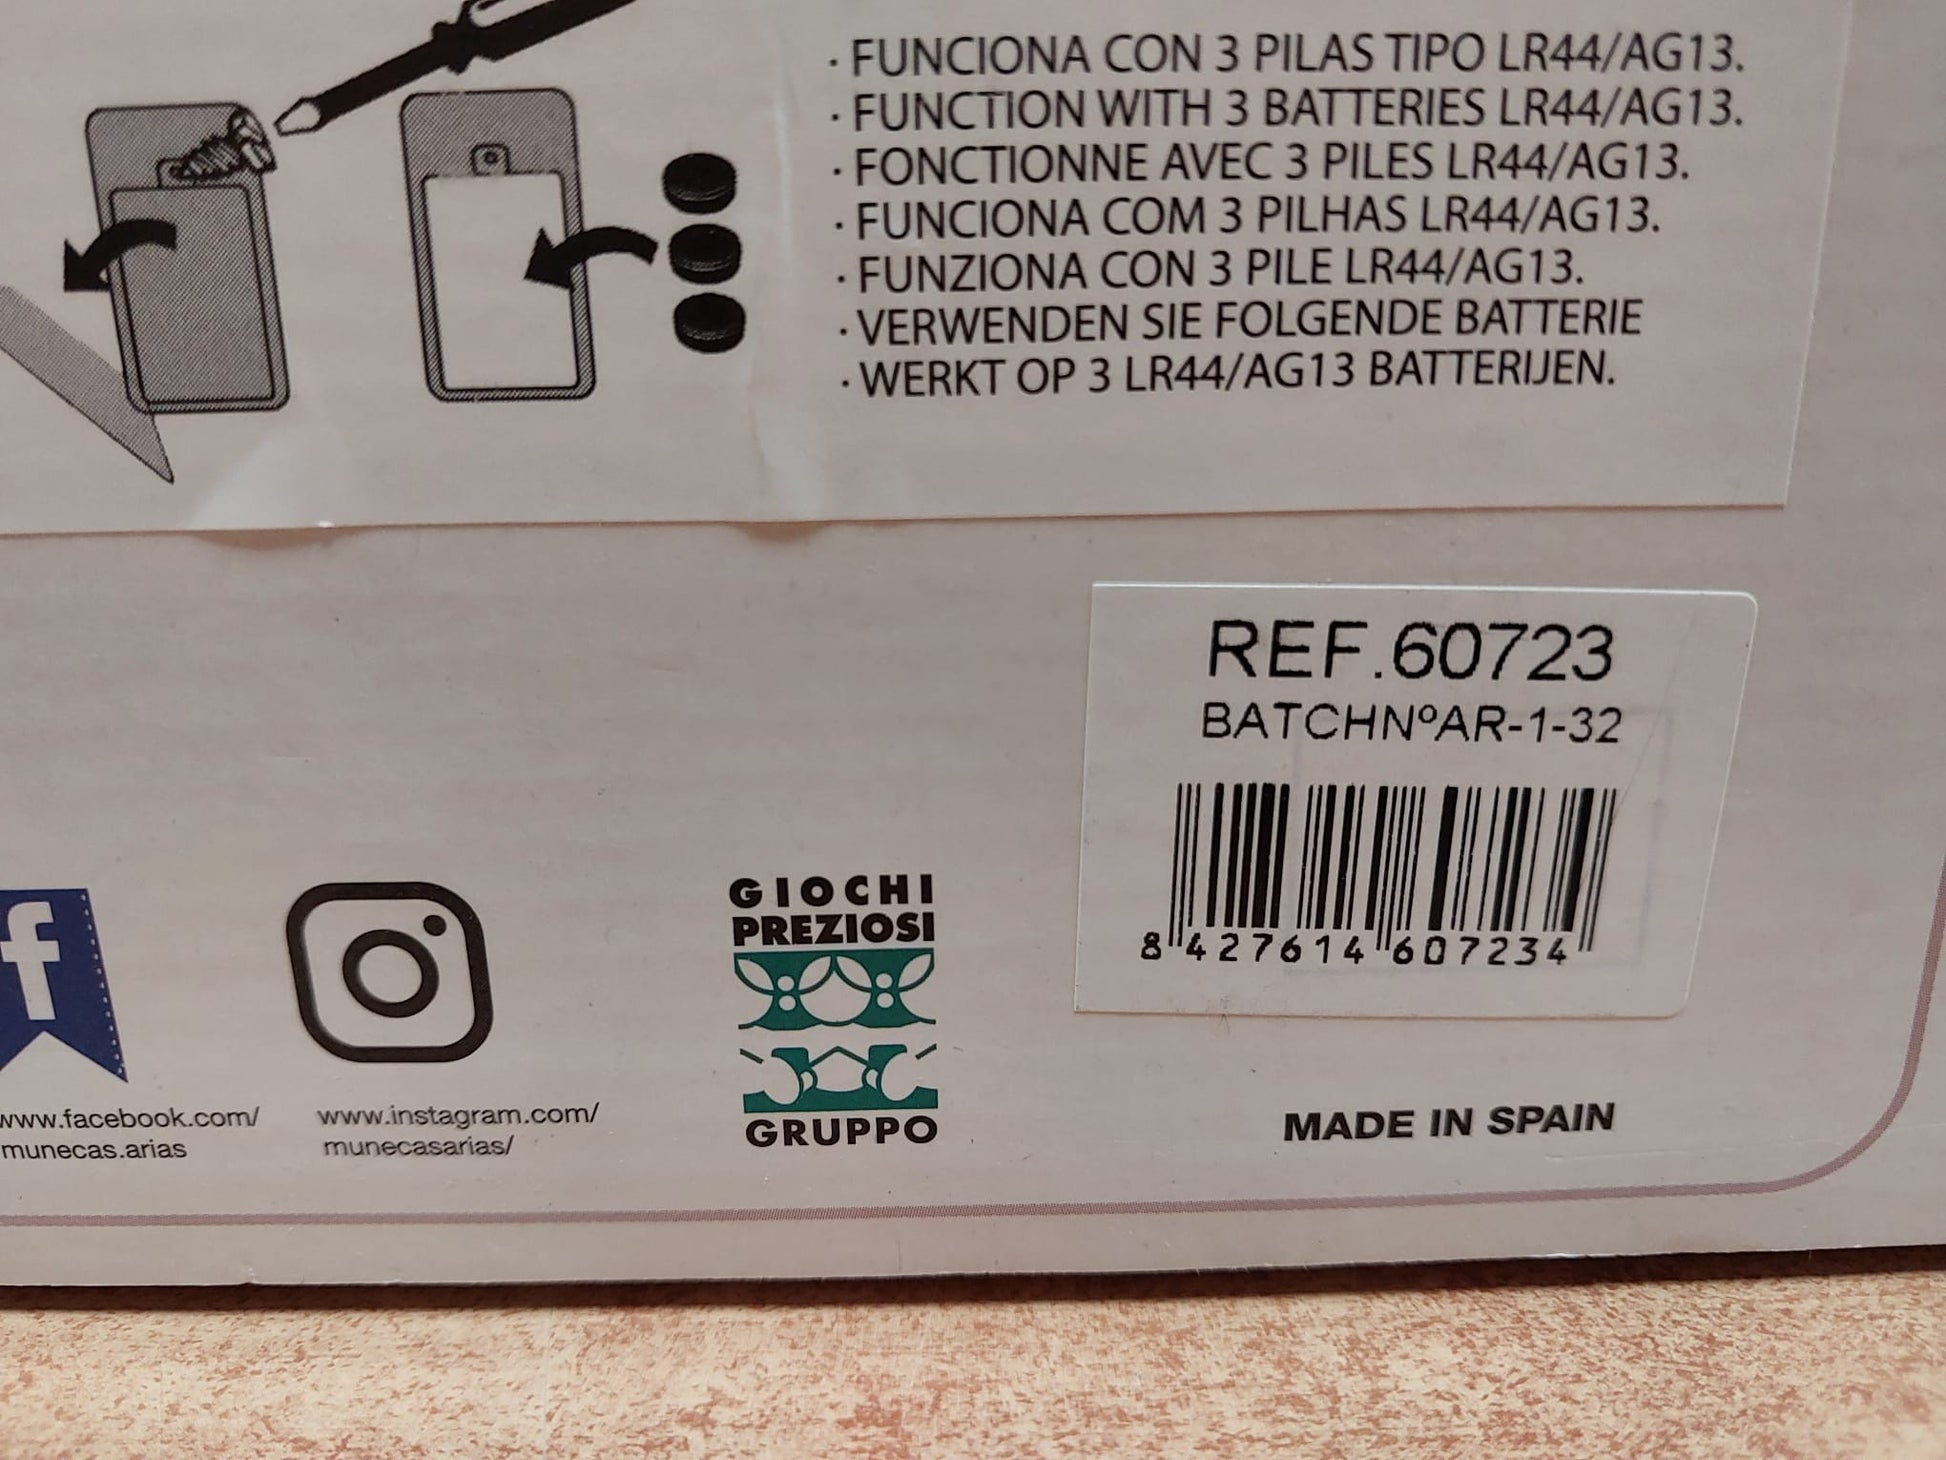 · FUNCIONA CON 3 PILAS TIPO LR44/AG13.
· FUNCTION WITH 3 BATTERIES LR44/AG13.
· FONCTIONNE AVEC 3 PILES LR44/AG13.
· FUNCIONA COM 3 PILHAS LR44/AG13.
· FUNZIONA CON 3 PILE LR44/AG13.
· VERWENDEN SIE FOLGENDE BATTERIE
· WERKT OP 3 LR44/AG13 BATTERIJEN.
REF.60723
BATCHNºAR-1-32
8 427614 607234
f
www.facebook.com/
munecas.arias
www.instagram.com/
munecasarias/
GIOCHI
PREZIOSI
GRUPPO
MADE IN SPAIN